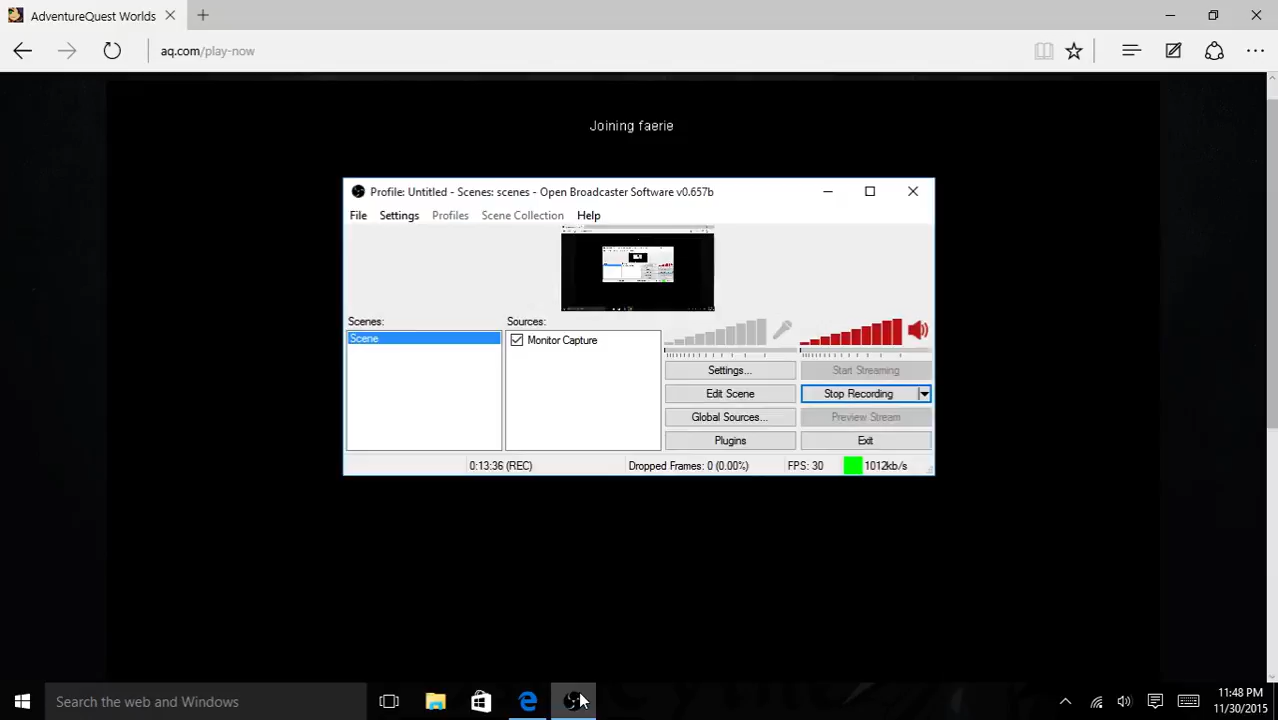 AdventureQuest Worlds
aq.com/play-now
Joining faerie
Profile: Untitled - Scenes: scenes - Open Broadcaster Software v0.657b
File Settings Profiles Scene Collection Help
Scenes:
Sources:
Scene
Monitor Capture
Settings...
Start Streaming
Edit Scene
Stop Recording
Global Sources...
Preview Stream
Plugins
Exit
0:13:36 (REC)
Dropped Frames: 0 (0.00%)
FPS: 30
1012kb/s
Search the web and Windows
11:48 PM
11/30/2015